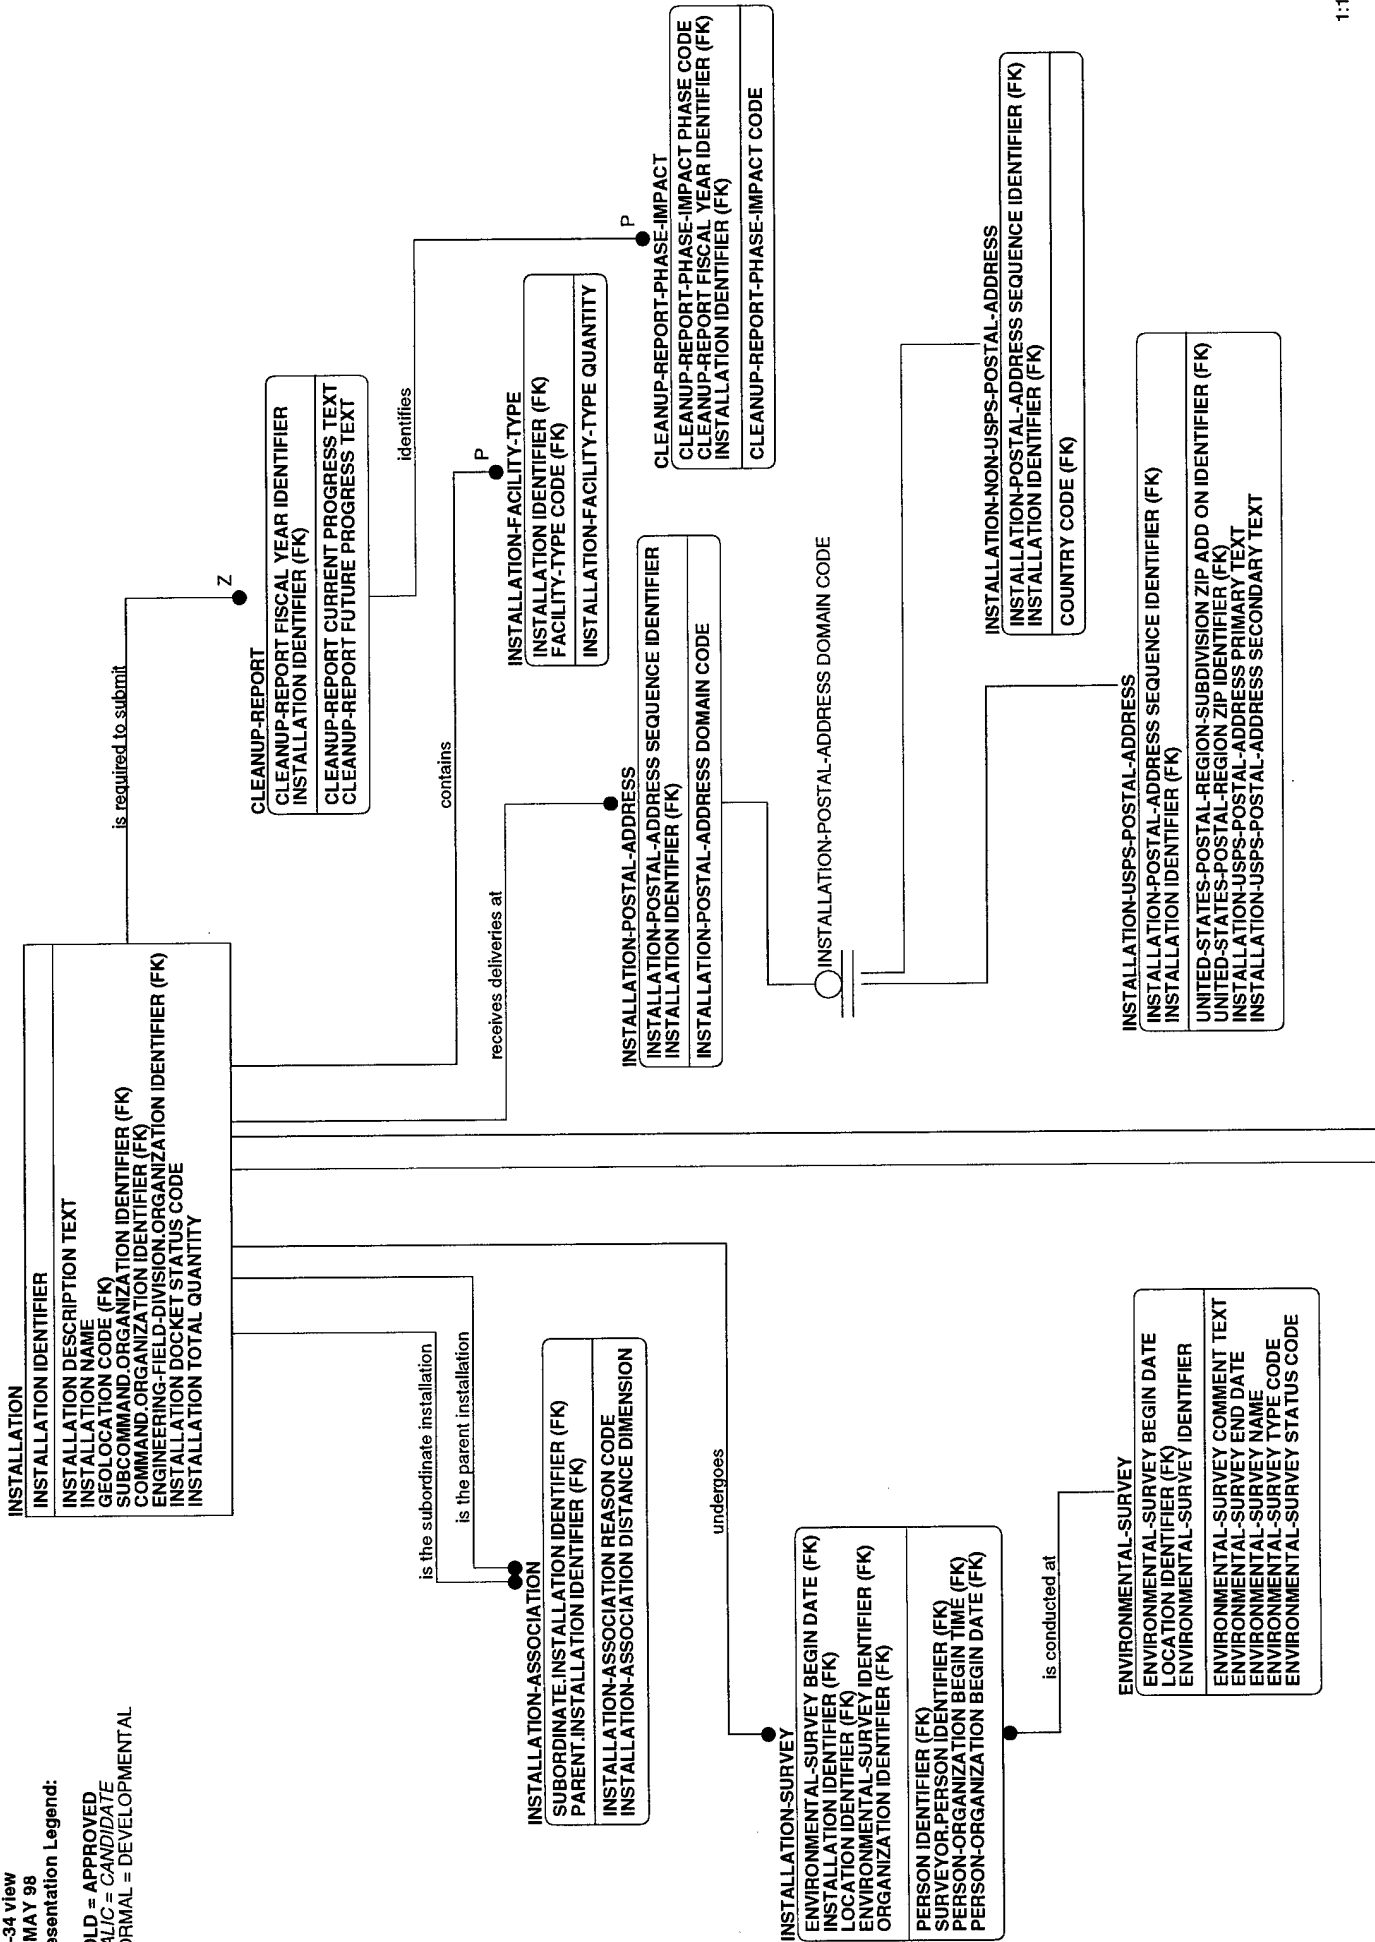 -34 view
MAY 98
esentation Legend:
OLD = APPROVED
ALIC = CANDIDATE
ORMAL = DEVELOPMENTAL
INSTALLATION
INSTALLATION IDENTIFIER
INSTALLATION DESCRIPTION TEXT
INSTALLATION NAME
GEOLOCATION CODE (FK)
SUBCOMMAND.ORGANIZATION IDENTIFIER (FK)
COMMAND.ORGANIZATION IDENTIFIER (FK)
ENGINEERING-FIELD-DIVISION.ORGANIZATION IDENTIFIER (FK)
INSTALLATION DOCKET STATUS CODE
INSTALLATION TOTAL QUANTITY
is required to submit
Z
CLEANUP-REPORT
CLEANUP-REPORT FISCAL YEAR IDENTIFIER
INSTALLATION IDENTIFIER (FK)
CLEANUP-REPORT CURRENT PROGRESS TEXT
CLEANUP-REPORT FUTURE PROGRESS TEXT
identifies
contains
P
INSTALLATION-FACILITY-TYPE
INSTALLATION IDENTIFIER (FK)
FACILITY-TYPE CODE (FK)
INSTALLATION-FACILITY-TYPE QUANTITY
P
CLEANUP-REPORT-PHASE-IMPACT
CLEANUP-REPORT-PHASE-IMPACT PHASE CODE
CLEANUP-REPORT FISCAL YEAR IDENTIFIER (FK)
INSTALLATION IDENTIFIER (FK)
CLEANUP-REPORT-PHASE-IMPACT CODE
receives deliveries at
INSTALLATION-POSTAL-ADDRESS
INSTALLATION-POSTAL-ADDRESS SEQUENCE IDENTIFIER
INSTALLATION IDENTIFIER (FK)
INSTALLATION-POSTAL-ADDRESS DOMAIN CODE
INSTALLATION-POSTAL-ADDRESS DOMAIN CODE
INSTALLATION-NON-USPS-POSTAL-ADDRESS
INSTALLATION-POSTAL-ADDRESS SEQUENCE IDENTIFIER (FK)
INSTALLATION IDENTIFIER (FK)
COUNTRY CODE (FK)
INSTALLATION-USPS-POSTAL-ADDRESS
INSTALLATION-POSTAL-ADDRESS SEQUENCE IDENTIFIER (FK)
INSTALLATION IDENTIFIER (FK)
UNITED-STATES-POSTAL-REGION-SUBDIVISION ZIP ADD ON IDENTIFIER (FK)
UNITED-STATES-POSTAL-REGION ZIP IDENTIFIER (FK)
INSTALLATION-USPS-POSTAL-ADDRESS PRIMARY TEXT
INSTALLATION-USPS-POSTAL-ADDRESS SECONDARY TEXT
is the subordinate installation
is the parent installation
INSTALLATION-ASSOCIATION
SUBORDINATE.INSTALLATION IDENTIFIER (FK)
PARENT.INSTALLATION IDENTIFIER (FK)
INSTALLATION-ASSOCIATION REASON CODE
INSTALLATION-ASSOCIATION DISTANCE DIMENSION
undergoes
INSTALLATION-SURVEY
ENVIRONMENTAL-SURVEY BEGIN DATE (FK)
INSTALLATION IDENTIFIER (FK)
LOCATION IDENTIFIER (FK)
ENVIRONMENTAL-SURVEY IDENTIFIER (FK)
ORGANIZATION IDENTIFIER (FK)
PERSON IDENTIFIER (FK)
SURVEYOR.PERSON IDENTIFIER (FK)
PERSON-ORGANIZATION BEGIN TIME (FK)
PERSON-ORGANIZATION BEGIN DATE (FK)
is conducted at
ENVIRONMENTAL-SURVEY
ENVIRONMENTAL-SURVEY BEGIN DATE
LOCATION IDENTIFIER (FK)
ENVIRONMENTAL-SURVEY IDENTIFIER
ENVIRONMENTAL-SURVEY COMMENT TEXT
ENVIRONMENTAL-SURVEY END DATE
ENVIRONMENTAL-SURVEY NAME
ENVIRONMENTAL-SURVEY TYPE CODE
ENVIRONMENTAL-SURVEY STATUS CODE
1:1